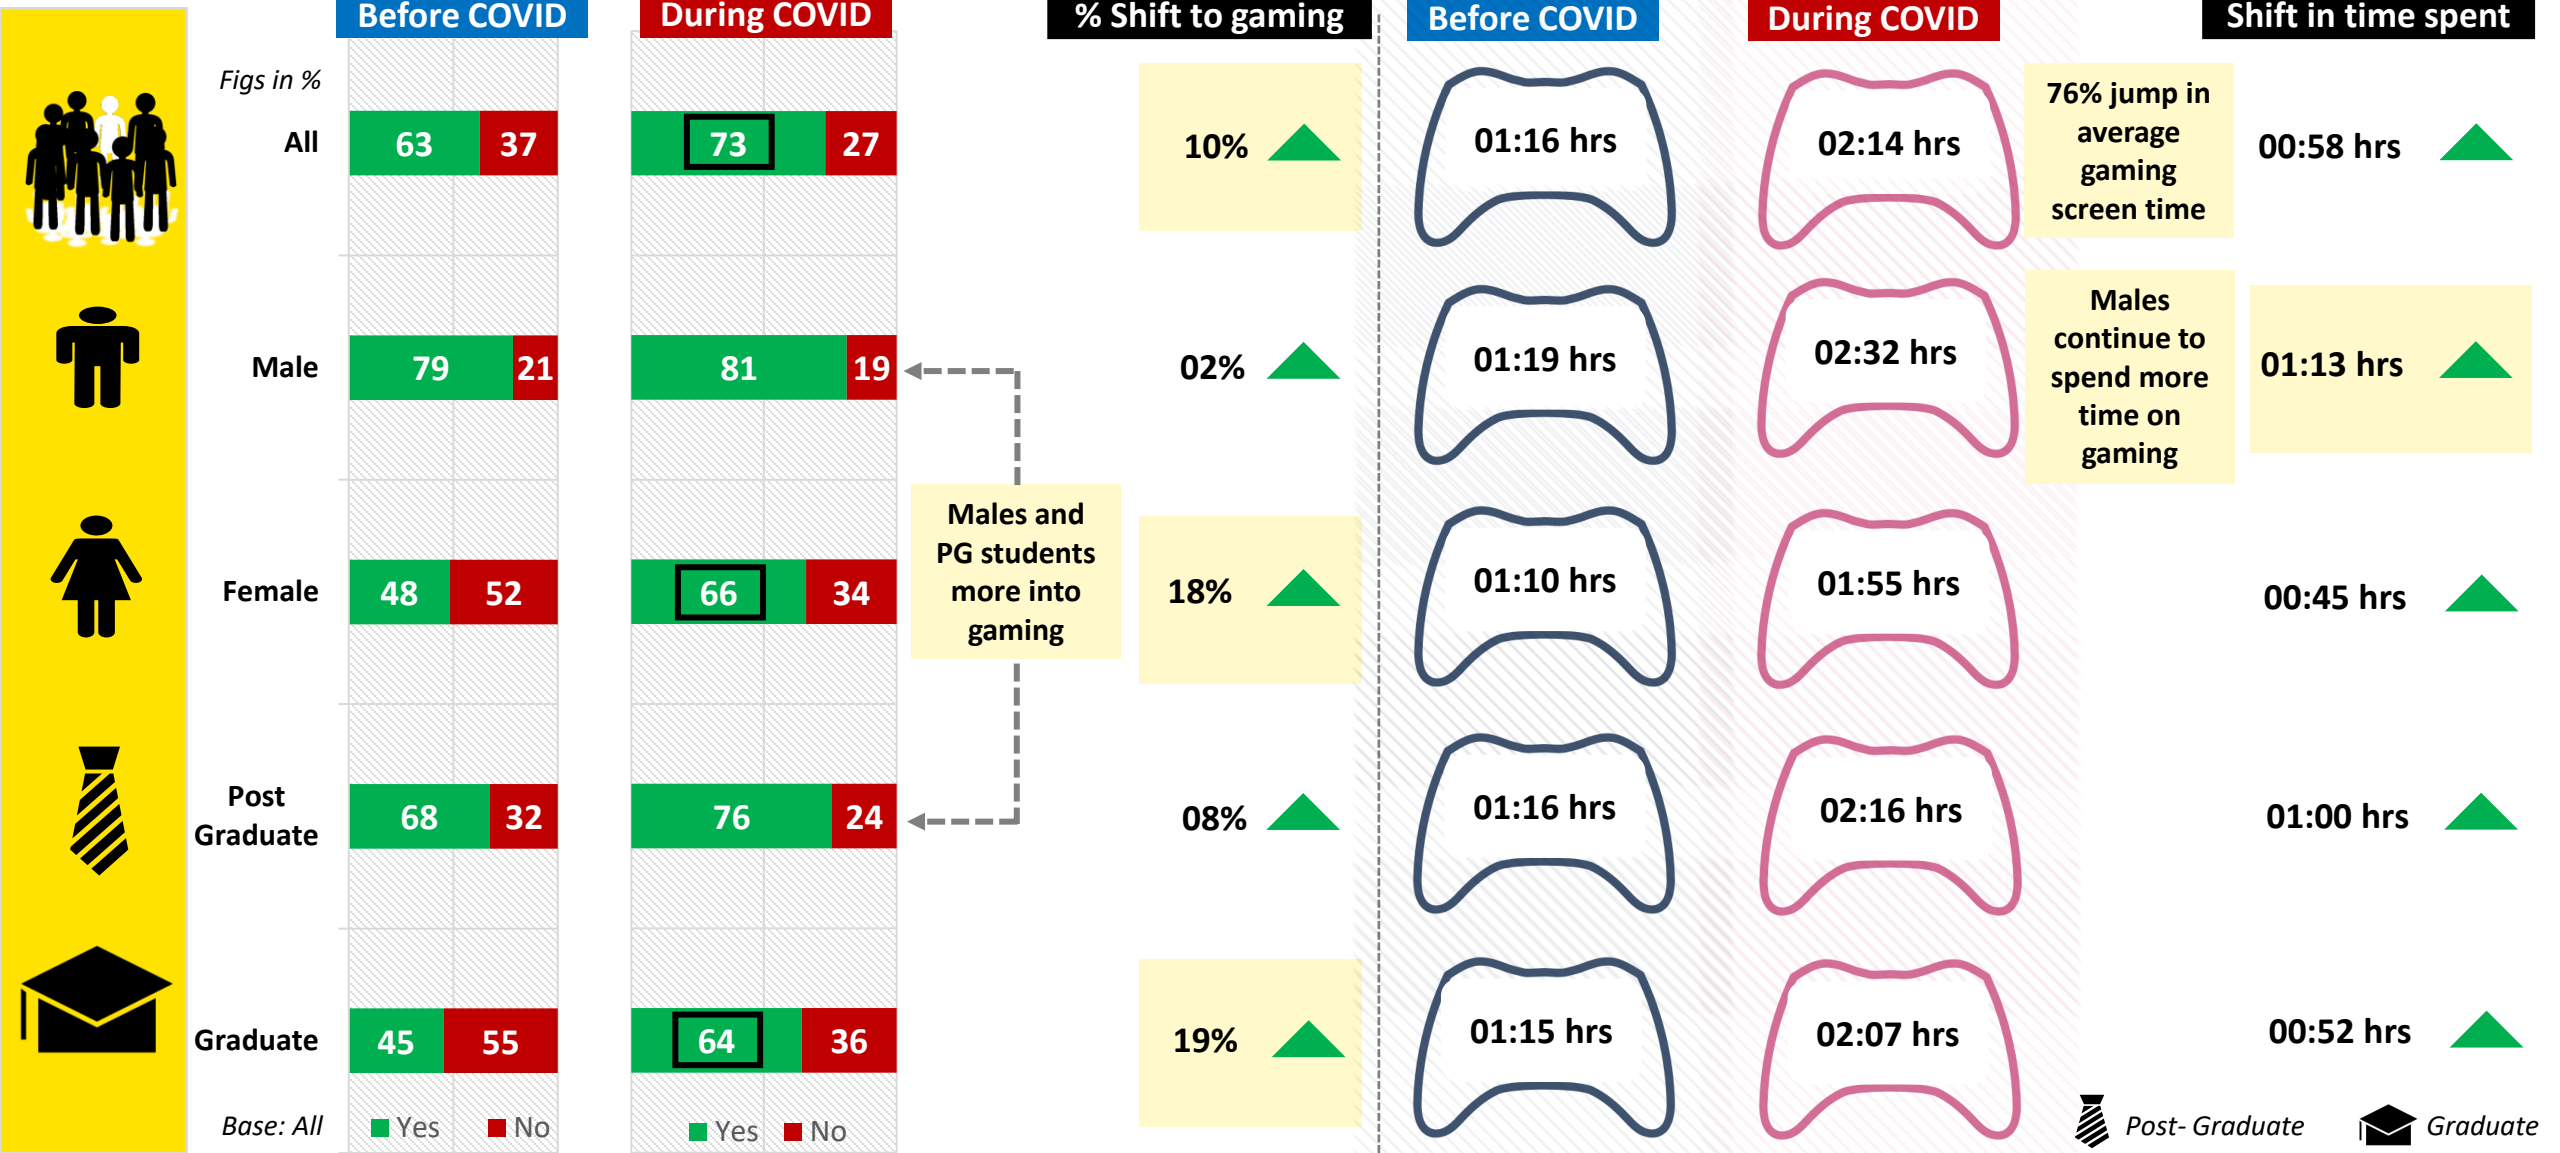 Before COVID
During COVID
% Shift to gaming
Before COVID
During COVID
Shift in time spent
Figs in %
All
63 37
73 27
10%
01:16 hrs
02:14 hrs
76% jump in
average
gaming
screen time
00:58 hrs
Male
79 21
81 19
02%
01:19 hrs
02:32 hrs
Males
continue to
spend more
time on
gaming
01:13 hrs
Males and
PG students
more into
gaming
Female
48 52
66 34
18%
01:10 hrs
01:55 hrs
00:45 hrs
Post
Graduate
68 32
76 24
08%
01:16 hrs
02:16 hrs
01:00 hrs
Graduate
45 55
64 36
19%
01:15 hrs
02:07 hrs
00:52 hrs
Base: All
Yes No
Yes No
Post- Graduate
Graduate